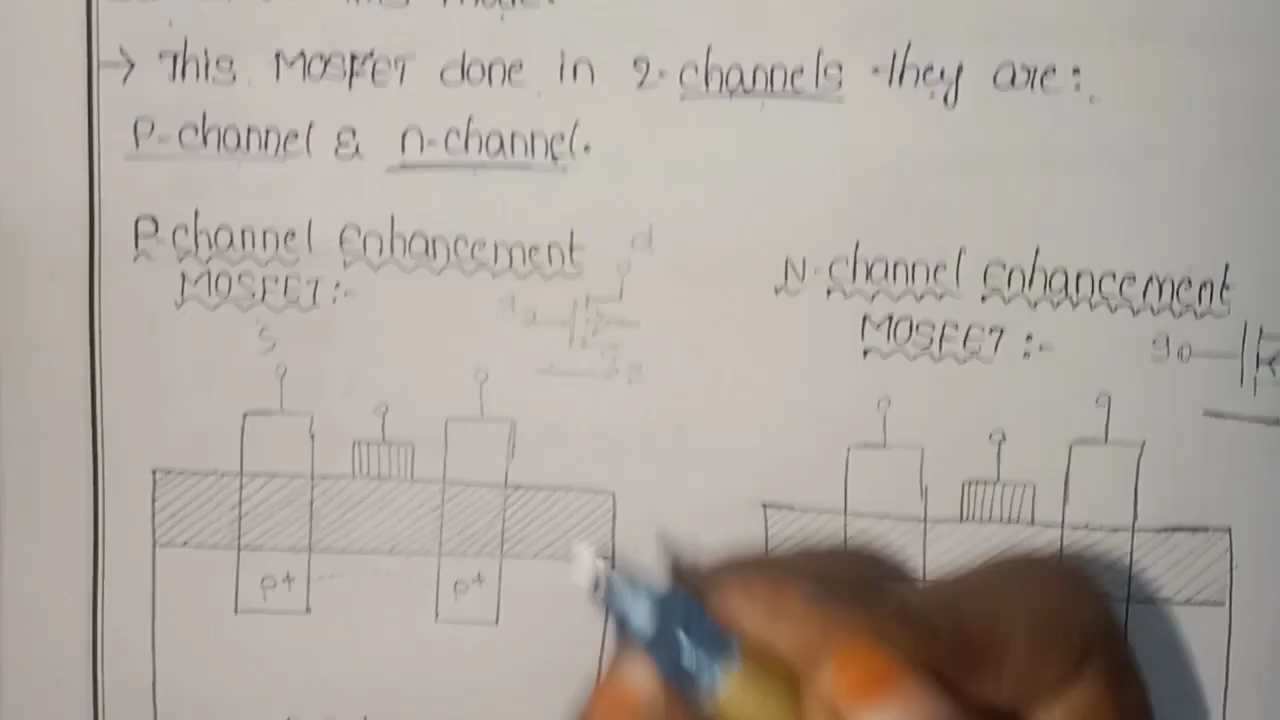 → This MOSFET done in 2-channels they are:
P-channel & n-channel.
P-channel Enhancement
MOSFET :-
d
S
N-channel Enhancement
MOSFET :-
g
P+
P+